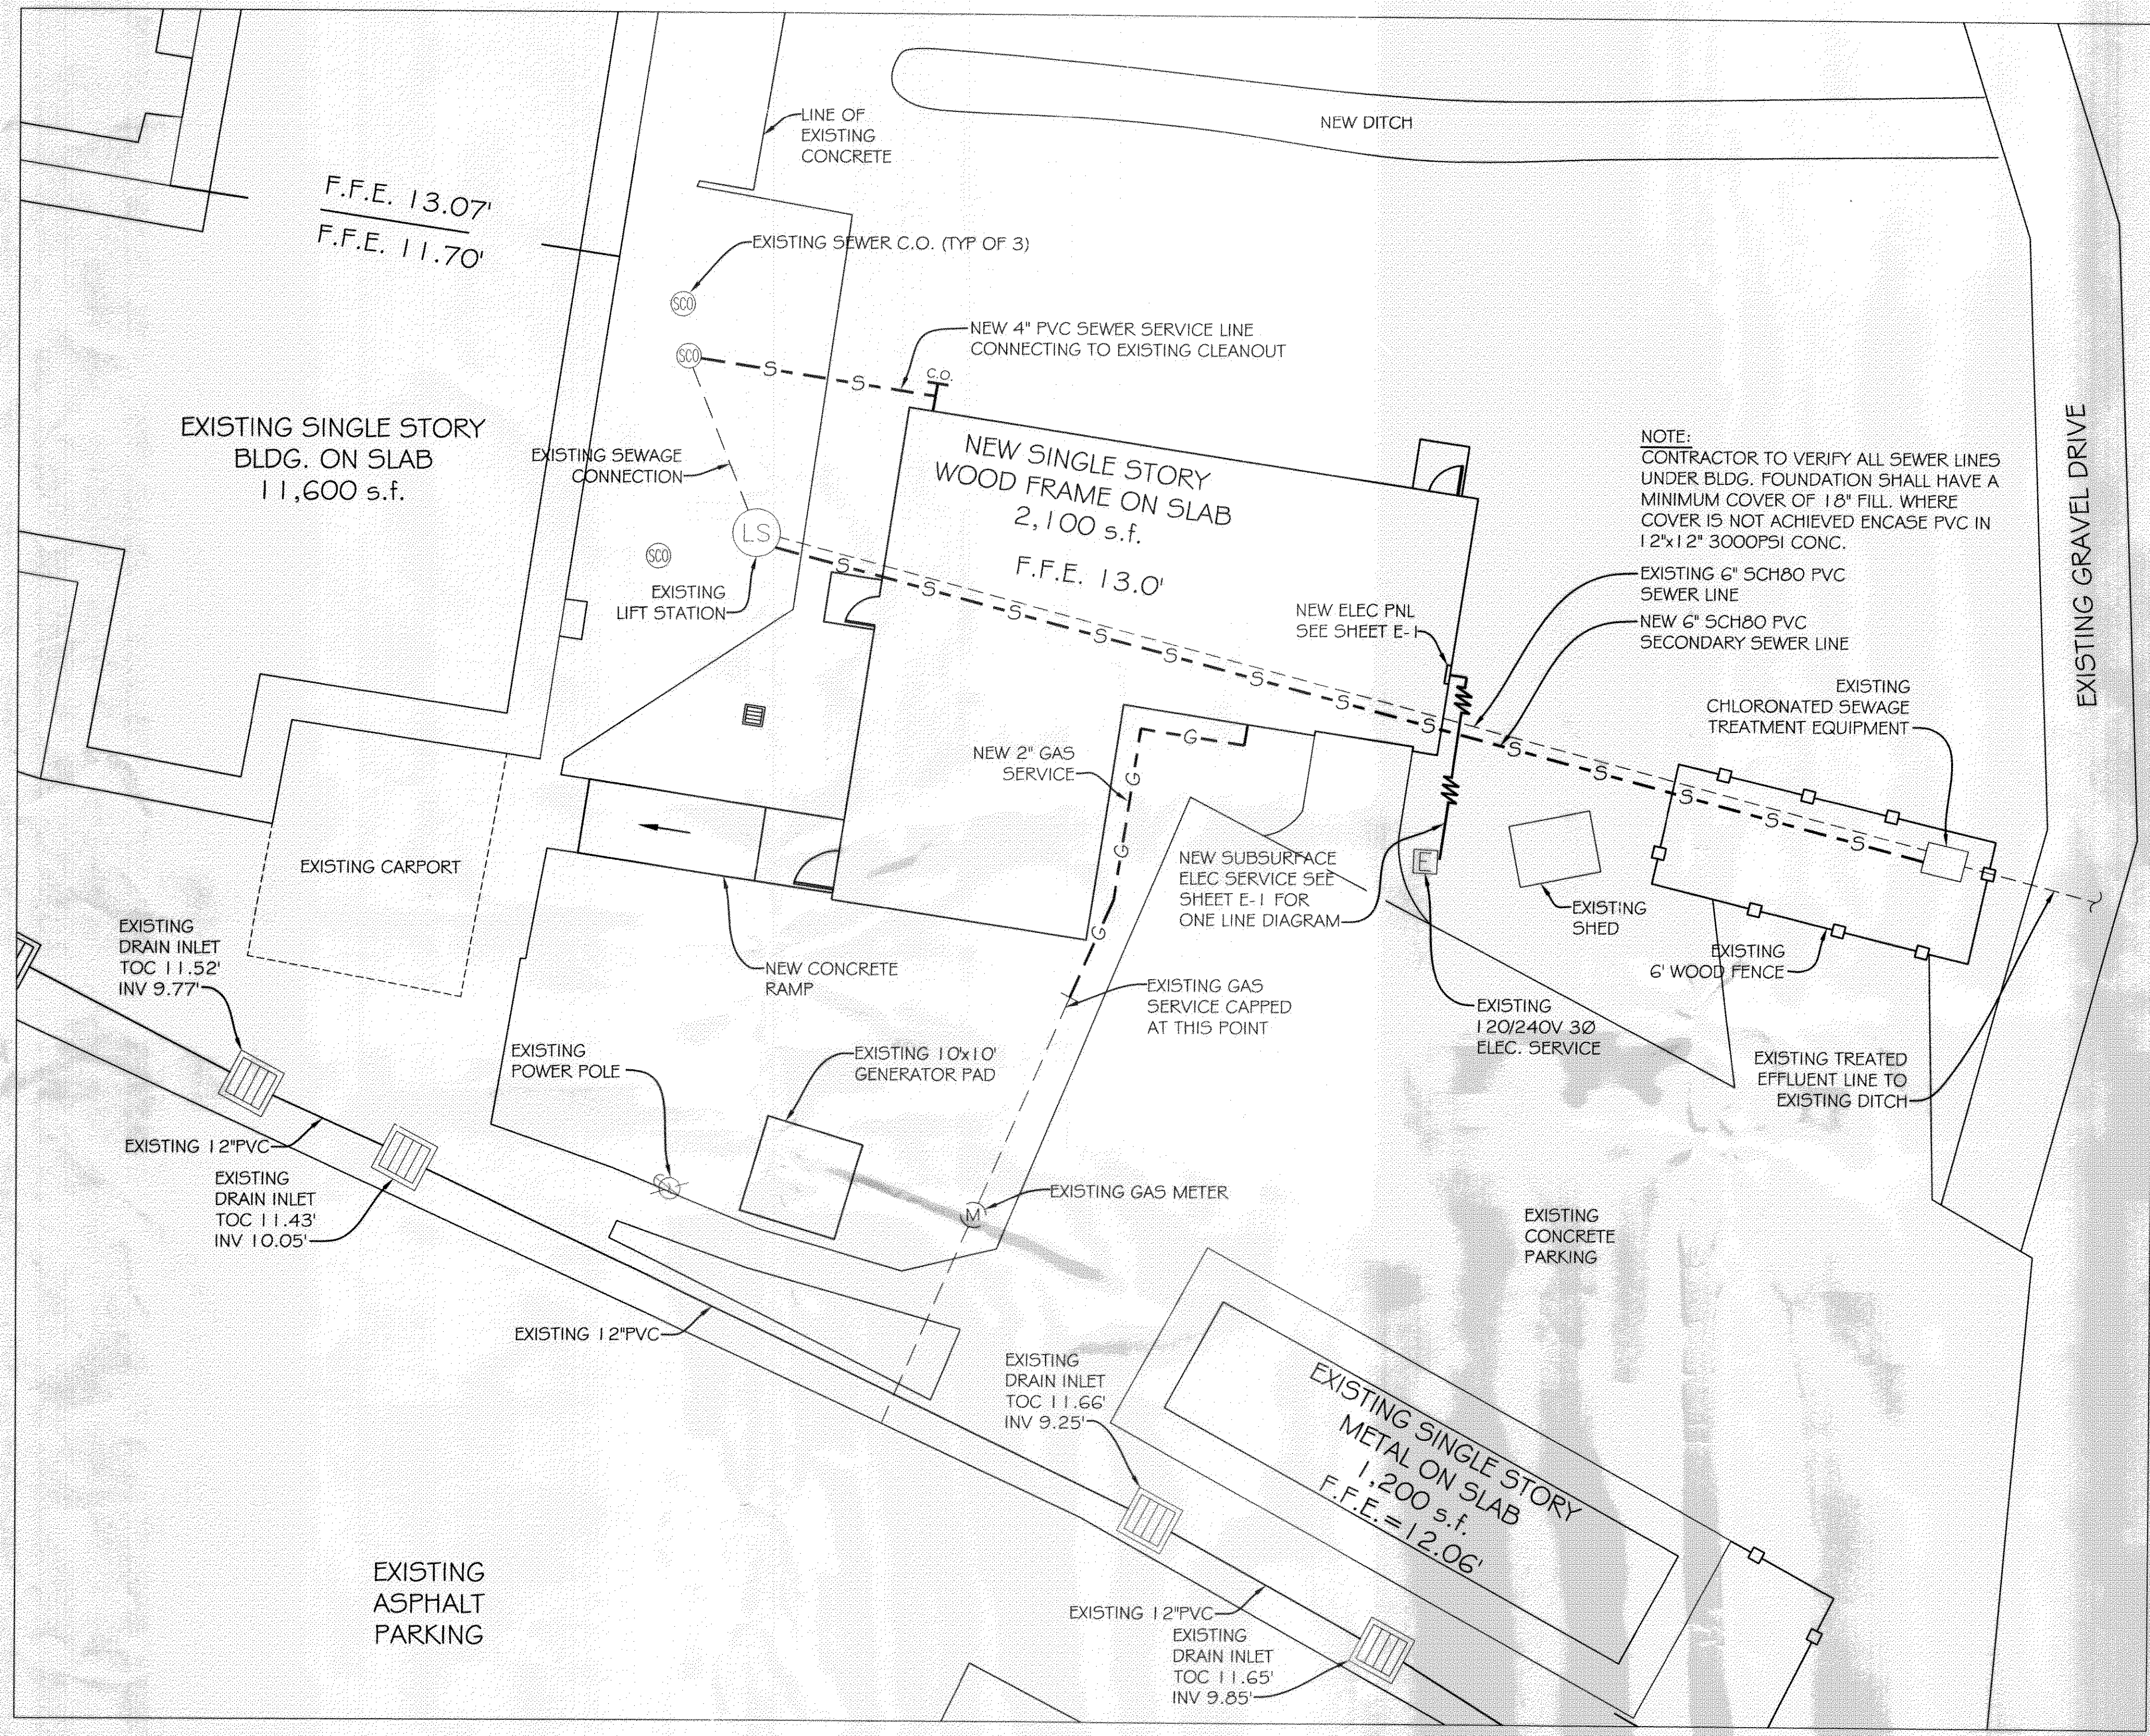 LINE OF
EXISTING
CONCRETE
NEW DITCH
F.F.E. 13.07'
F.F.E. 11.70'
EXISTING SEWER C.O. (TYP OF 3)
SCO
NEW 4" PVC SEWER SERVICE LINE
CONNECTING TO EXISTING CLEANOUT
SCO
S
S
C.O.
EXISTING SINGLE STORY
BLDG. ON SLAB
11,600 s.f.
EXISTING SEWAGE
CONNECTION
NEW SINGLE STORY
WOOD FRAME ON SLAB
2,100 s.f.
F.F.E. 13.0'
NOTE:
CONTRACTOR TO VERIFY ALL SEWER LINES
UNDER BLDG. FOUNDATION SHALL HAVE A
MINIMUM COVER OF 18" FILL. WHERE
COVER IS NOT ACHIEVED ENCASE PVC IN
12"x12" 3000PSI CONC.
EXISTING GRAVEL DRIVE
LS
SCO
EXISTING
LIFT STATION
S
S
S
S
S
S
S
S
S
S
S
S
S
NEW ELEC PNL
SEE SHEET E-1
EXISTING 6" SCH80 PVC
SEWER LINE
NEW 6" SCH80 PVC
SECONDARY SEWER LINE
EXISTING
CHLORONATED SEWAGE
TREATMENT EQUIPMENT
NEW 2" GAS
SERVICE
G
G
G
G
EXISTING CARPORT
NEW SUBSURFACE
ELEC SERVICE SEE
SHEET E-1 FOR
ONE LINE DIAGRAM
E
EXISTING
SHED
EXISTING
6' WOOD FENCE
EXISTING
DRAIN INLET
TOC 11.52'
INV 9.77'
NEW CONCRETE
RAMP
EXISTING GAS
SERVICE CAPPED
AT THIS POINT
EXISTING
120/240V 3Ø
ELEC. SERVICE
EXISTING
POWER POLE
EXISTING 10'x10'
GENERATOR PAD
EXISTING TREATED
EFFLUENT LINE TO
EXISTING DITCH
EXISTING 12"PVC
EXISTING
DRAIN INLET
TOC 11.43'
INV 10.05'
M
EXISTING GAS METER
EXISTING
CONCRETE
PARKING
EXISTING 12"PVC
EXISTING
DRAIN INLET
TOC 11.66'
INV 9.25'
EXISTING SINGLE STORY
METAL ON SLAB
1,200 s.f.
F.F.E.=12.06'
EXISTING
ASPHALT
PARKING
EXISTING 12"PVC
EXISTING
DRAIN INLET
TOC 11.65'
INV 9.85'